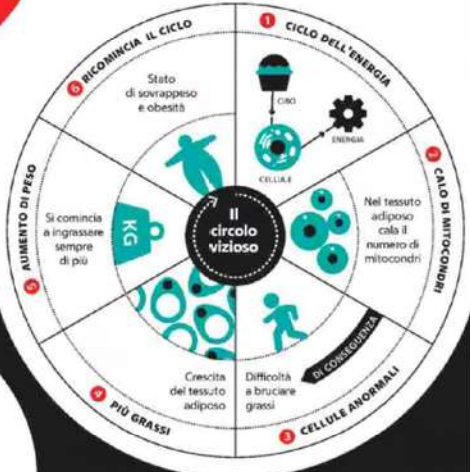 Il
circolo
vizioso
1 CICLO DELL'ENERGIA
CIBO
CELLULE
ENERGIA
2 CALO DI MITOCONDRI
Nel tessuto
adiposo
cala il
numero di
mitocondri
DI CONSEGUENZA
3 CELLULE ANORMALI
Difficoltà
a bruciare
grassi
4 PIÙ GRASSI
Crescita
del tessuto
adiposo
5 AUMENTO DI PESO
Si comincia
a ingrassere
sempre
di più
KG
6 RICOMINCIA IL CICLO
Stato
di sovrappeso
e obesità